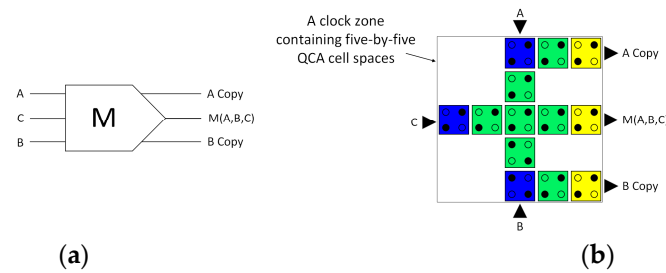 A
C
B
M
A Copy
M(A,B,C)
B Copy
(a)
A clock zone
containing five-by-five
QCA cell spaces
A
C
A Copy
M(A,B,C)
B Copy
B
(b)